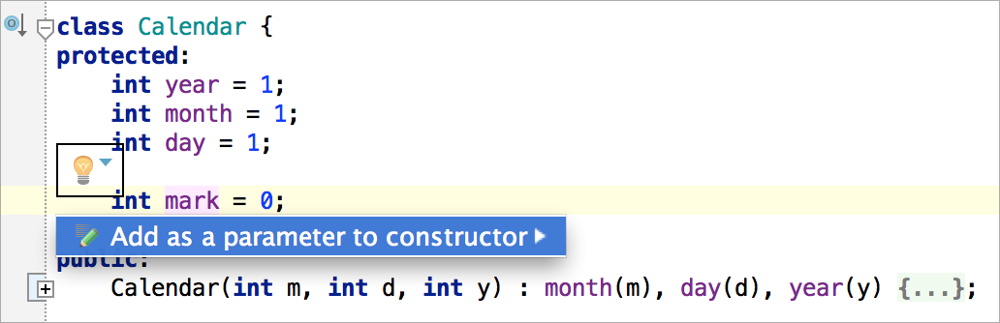 class Calendar {
protected:
int year = 1;
int month = 1;
int day = 1;
int mark = 0;
Add as a parameter to constructor
public:
Calendar(int m, int d, int y) : month(m), day(d), year(y) {...};